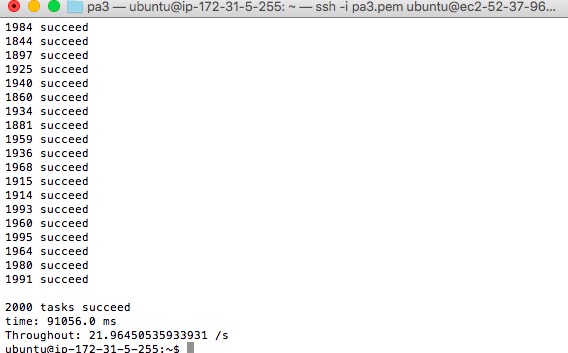 pa3 — ubuntu@ip-172-31-5-255: ~ — ssh -i pa3.pem ubuntu@ec2-52-37-96...
1984 succeed
1844 succeed
1897 succeed
1925 succeed
1940 succeed
1860 succeed
1934 succeed
1881 succeed
1959 succeed
1936 succeed
1968 succeed
1915 succeed
1914 succeed
1993 succeed
1960 succeed
1995 succeed
1964 succeed
1980 succeed
1991 succeed
2000 tasks succeed
time: 91056.0 ms
Throughout: 21.96450535933931 /s
ubuntu@ip-172-31-5-255:~$